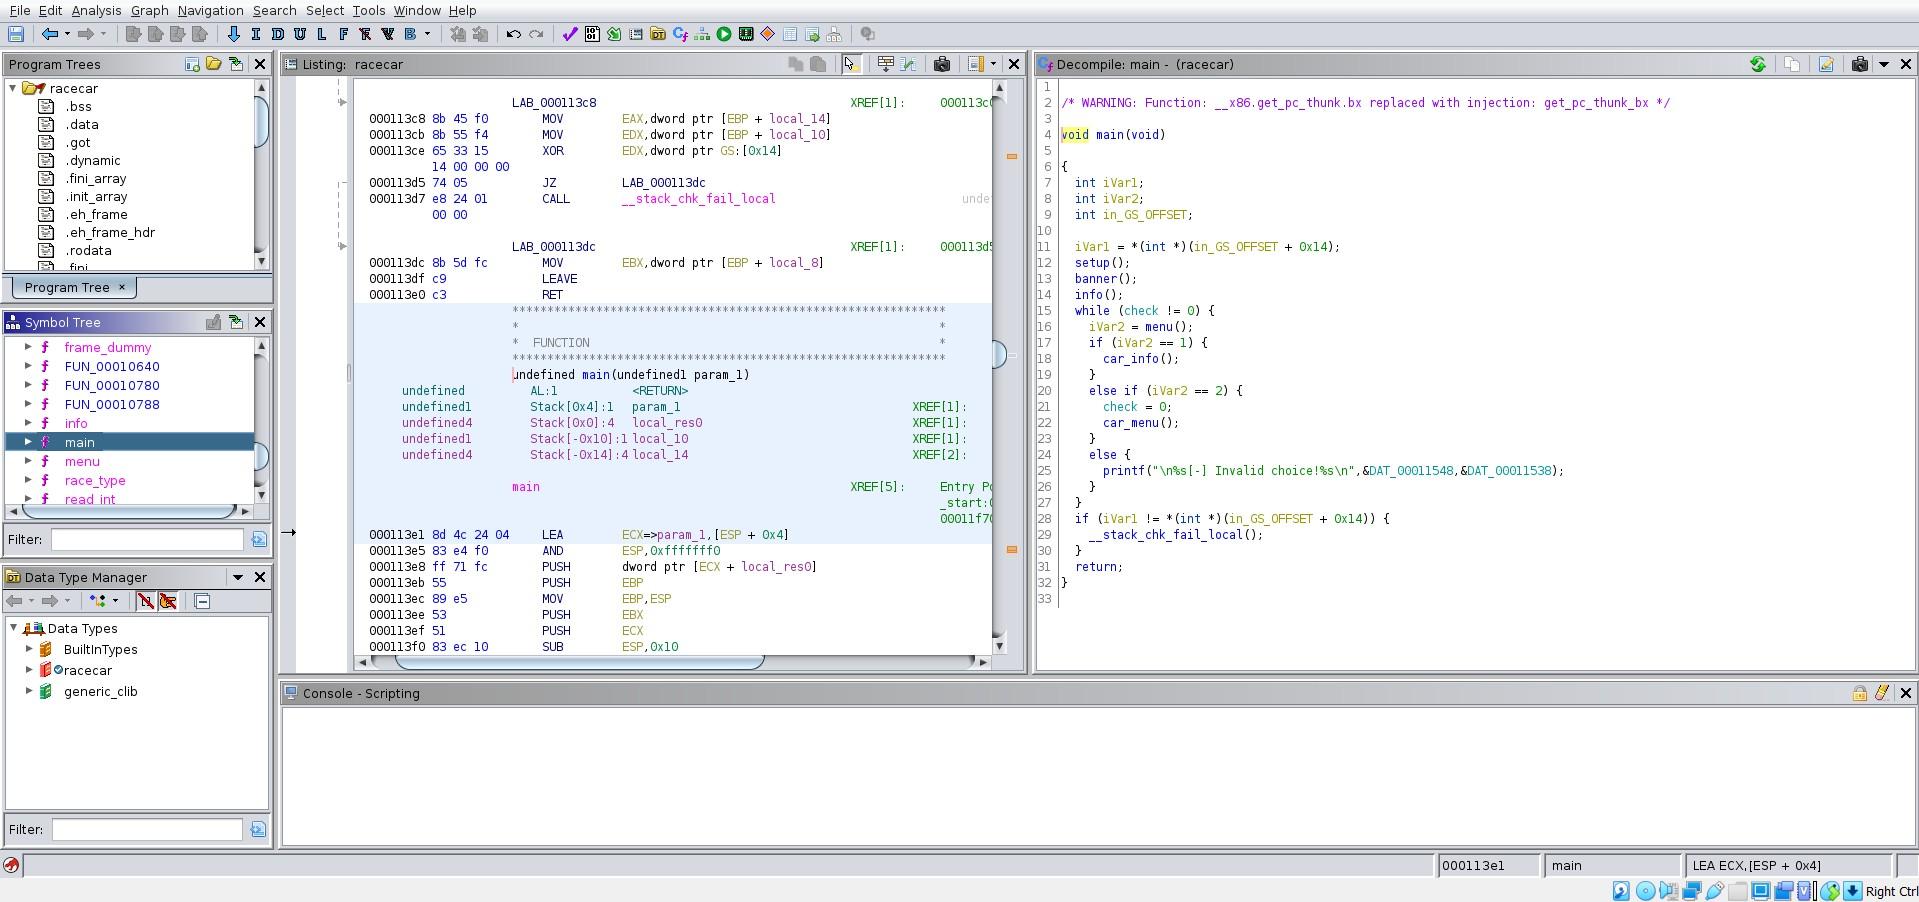 File Edit Analysis Graph Navigation Search Select Tools Window Help
I D U L F V B
Program Trees
racecar
.bss
.data
.got
.dynamic
.fini_array
.init_array
.eh_frame
.eh_frame_hdr
.rodata
.fini
Program Tree ×
Symbol Tree
f frame_dummy
f FUN_00010640
f FUN_00010780
f FUN_00010788
f info
f main
f menu
f race_type
f read_int
Filter:
Data Type Manager
Data Types
BuiltInTypes
racecar
generic_clib
Filter:
Listing: racecar
LAB_000113c8 XREF[1]: 000113c
000113c8 8b 45 f0 MOV EAX,dword ptr [EBP + local_14]
000113cb 8b 55 f4 MOV EDX,dword ptr [EBP + local_10]
000113ce 65 33 15 XOR EDX,dword ptr GS:[0x14]
14 00 00 00
000113d5 74 05 JZ LAB_000113dc
000113d7 e8 24 01 CALL __stack_chk_fail_local unde
00 00
LAB_000113dc XREF[1]: 000113d5
000113dc 8b 5d fc MOV EBX,dword ptr [EBP + local_8]
000113df c9 LEAVE
000113e0 c3 RET
**************************************************************
* *
* FUNCTION *
**************************************************************
undefined main(undefined1 param_1)
undefined AL:1 <RETURN>
undefined1 Stack[0x4]:1 param_1 XREF[1]:
undefined4 Stack[0x0]:4 local_res0 XREF[1]:
undefined1 Stack[-0x10]:1 local_10 XREF[1]:
undefined4 Stack[-0x14]:4 local_14 XREF[2]:
main XREF[5]: Entry Po
_start:
00011f70
000113e1 8d 4c 24 04 LEA ECX=>param_1,[ESP + 0x4]
000113e5 83 e4 f0 AND ESP,0xfffffff0
000113e8 ff 71 fc PUSH dword ptr [ECX + local_res0]
000113eb 55 PUSH EBP
000113ec 89 e5 MOV EBP,ESP
000113ee 53 PUSH EBX
000113ef 51 PUSH ECX
000113f0 83 ec 10 SUB ESP,0x10
Decompile: main - (racecar)
1
2 /* WARNING: Function: __x86.get_pc_thunk.bx replaced with injection: get_pc_thunk_bx */
3
4 void main(void)
5
6 {
7 int iVar1;
8 int iVar2;
9 int in_GS_OFFSET;
10
11 iVar1 = *(int *)(in_GS_OFFSET + 0x14);
12 setup();
13 banner();
14 info();
15 while (check != 0) {
16 iVar2 = menu();
17 if (iVar2 == 1) {
18 car_info();
19 }
20 else if (iVar2 == 2) {
21 check = 0;
22 car_menu();
23 }
24 else {
25 printf("\n%s[-] Invalid choice!%s\n",&DAT_00011548,&DAT_00011538);
26 }
27 }
28 if (iVar1 != *(int *)(in_GS_OFFSET + 0x14)) {
29 __stack_chk_fail_local();
30 }
31 return;
32 }
33
Console - Scripting
000113e1 main LEA ECX,[ESP + 0x4]
Right Ctrl